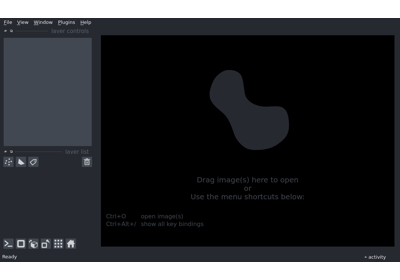 File View Window Plugins Help
layer controls
layer list
Drag image(s) here to open
or
Use the menu shortcuts below:
Ctrl+O open image(s)
Ctrl+Alt+/ show all key bindings
Ready
activity